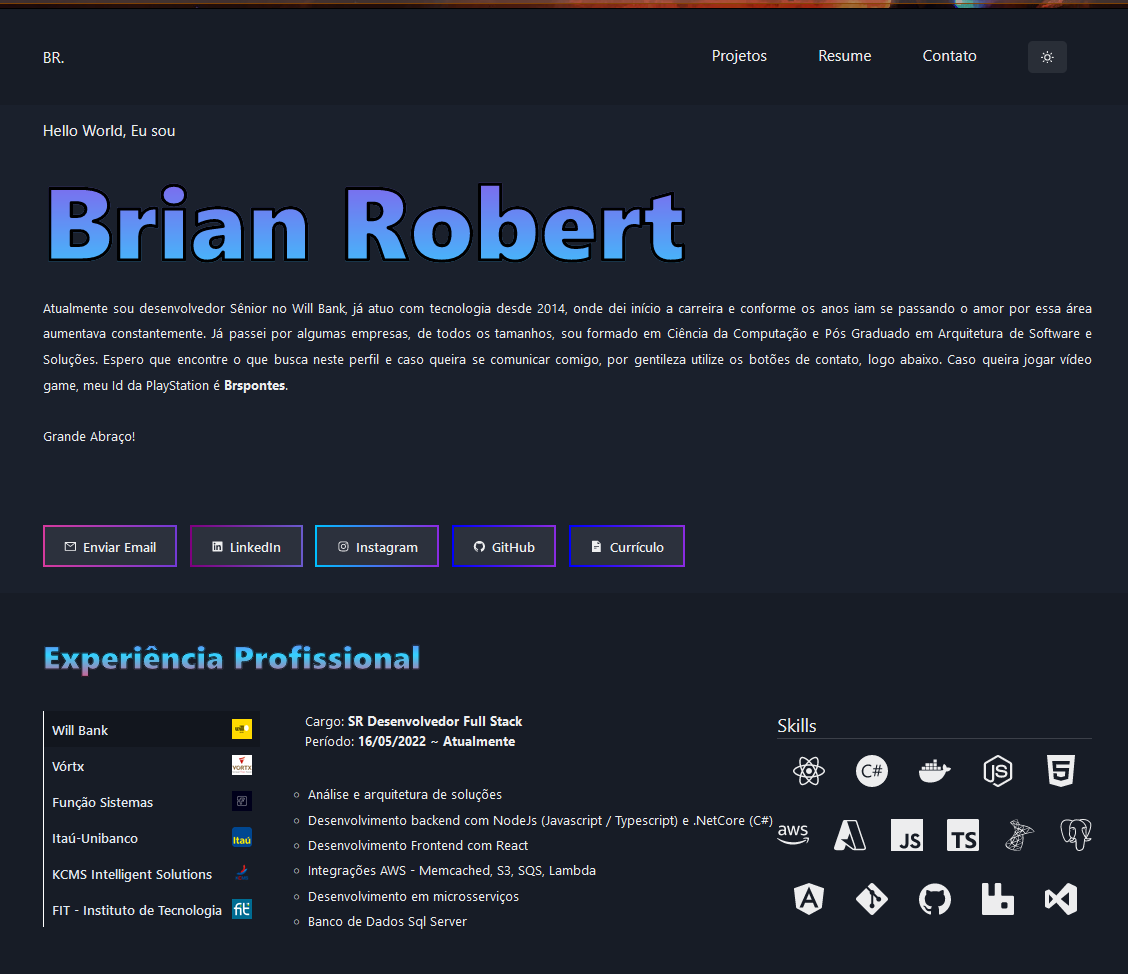 BR.
Projetos
Resume
Contato
Hello World, Eu sou
Brian Robert
Atualmente sou desenvolvedor Sênior no Will Bank, já atuo com tecnologia desde 2014, onde dei início a carreira e conforme os anos iam se passando o amor por essa área
aumentava constantemente. Já passei por algumas empresas, de todos os tamanhos, sou formado em Ciência da Computação e Pós Graduado em Arquitetura de Software e
Soluções. Espero que encontre o que busca neste perfil e caso queira se comunicar comigo, por gentileza utilize os botões de contato, logo abaixo. Caso queira jogar vídeo
game, meu Id da PlayStation é Brspontes.
Grande Abraço!
Enviar Email
LinkedIn
Instagram
GitHub
Currículo
Experiência Profissional
Will Bank
Vórtx
VÓRTX
Função Sistemas
Itaú-Unibanco
Itaú
KCMS Intelligent Solutions
FIT - Instituto de Tecnologia
fit
Cargo: SR Desenvolvedor Full Stack
Período: 16/05/2022 ~ Atualmente
Análise e arquitetura de soluções
Desenvolvimento backend com NodeJs (Javascript / Typescript) e .NetCore (C#)
Desenvolvimento Frontend com React
Integrações AWS - Memcached, S3, SQS, Lambda
Desenvolvimento em microsserviços
Banco de Dados Sql Server
Skills
C#
JS
5
aws
JS
TS
A